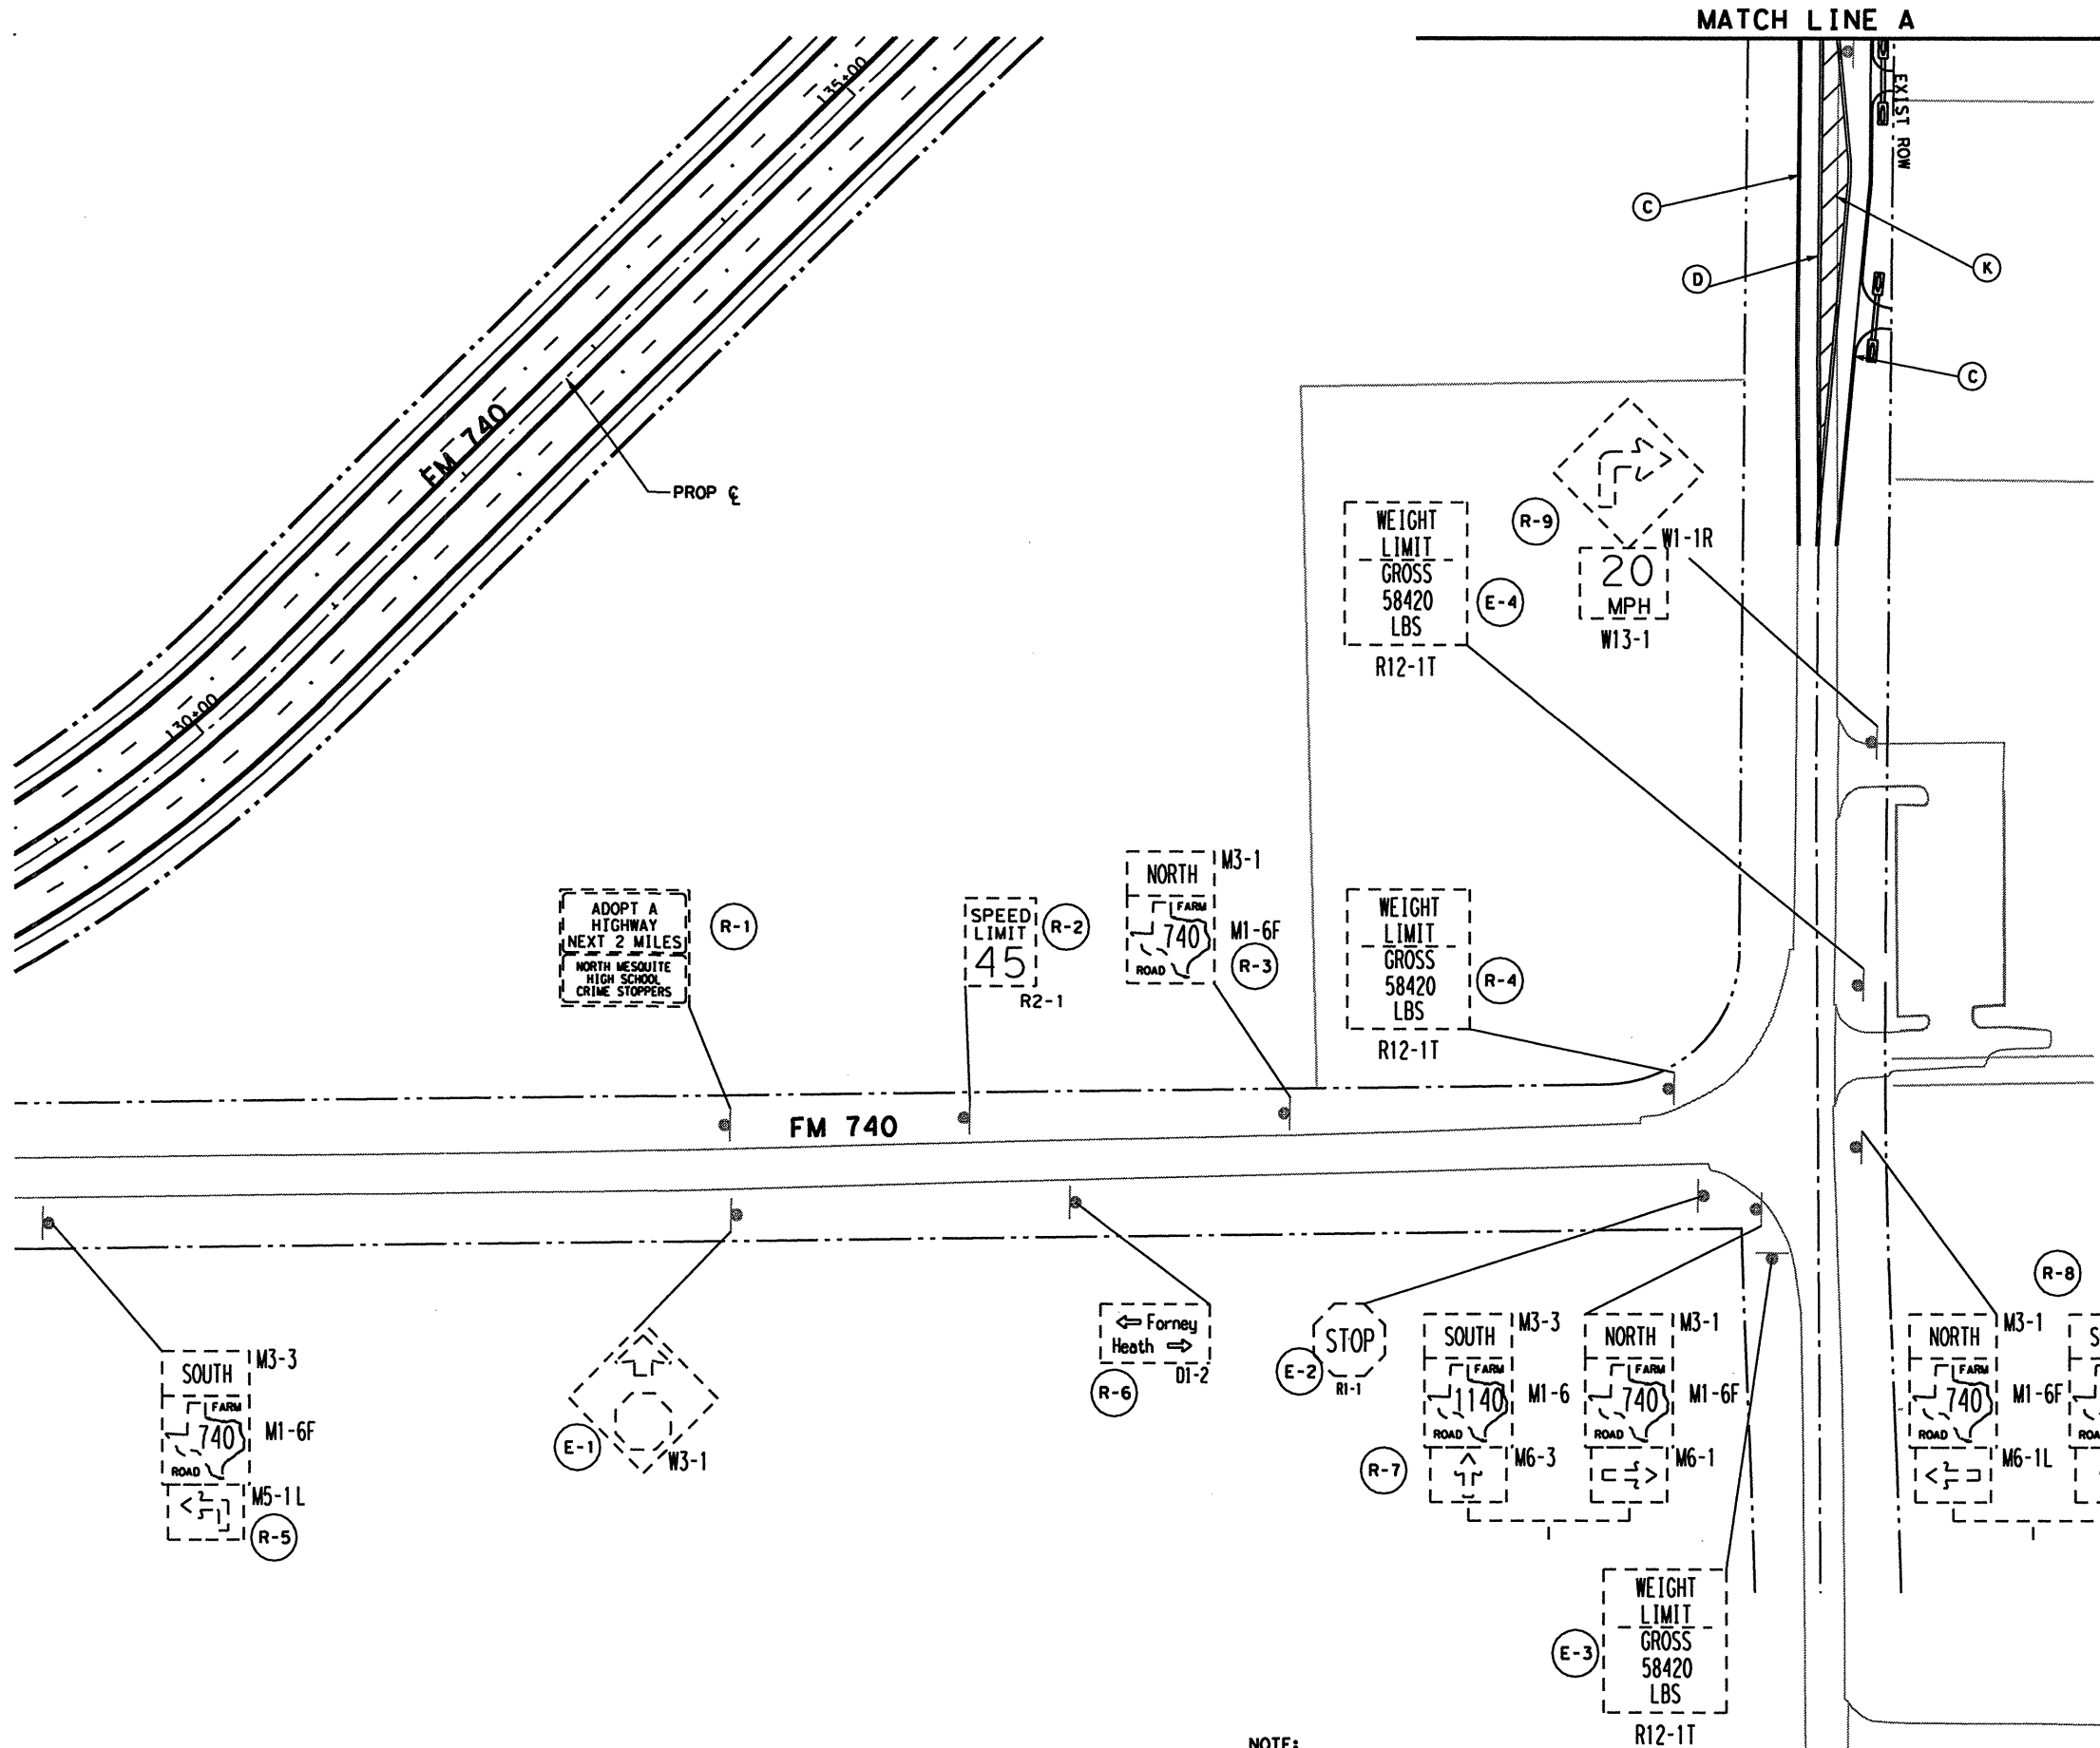 MATCH LINE A
135+00
EXIST ROW
C
D
K
C
FM 740
PROP ℄
130+00
WEIGHT
LIMIT
GROSS
58420
LBS
R12-1T
E-4
R-9
W1-1R
20
MPH
W13-1
ADOPT A
HIGHWAY
NEXT 2 MILES
NORTH MESQUITE
HIGH SCHOOL
CRIME STOPPERS
R-1
SPEED
LIMIT
45
R2-1
R-2
NORTH
M3-1
FARM
740
ROAD
M1-6F
R-3
WEIGHT
LIMIT
GROSS
58420
LBS
R12-1T
R-4
FM 740
SOUTH
M3-3
FARM
740
ROAD
M1-6F
M5-1L
R-5
E-1
W3-1
⇐ Forney
Heath ⇒
D1-2
R-6
STOP
R1-1
E-2
SOUTH
M3-3
FARM
1140
ROAD
M1-6
M6-3
R-7
NORTH
M3-1
FARM
740
ROAD
M1-6F
M6-1
R-8
NORTH
M3-1
FARM
740
ROAD
M1-6F
M6-1L
WEIGHT
LIMIT
GROSS
58420
LBS
R12-1T
E-3
NOTE: